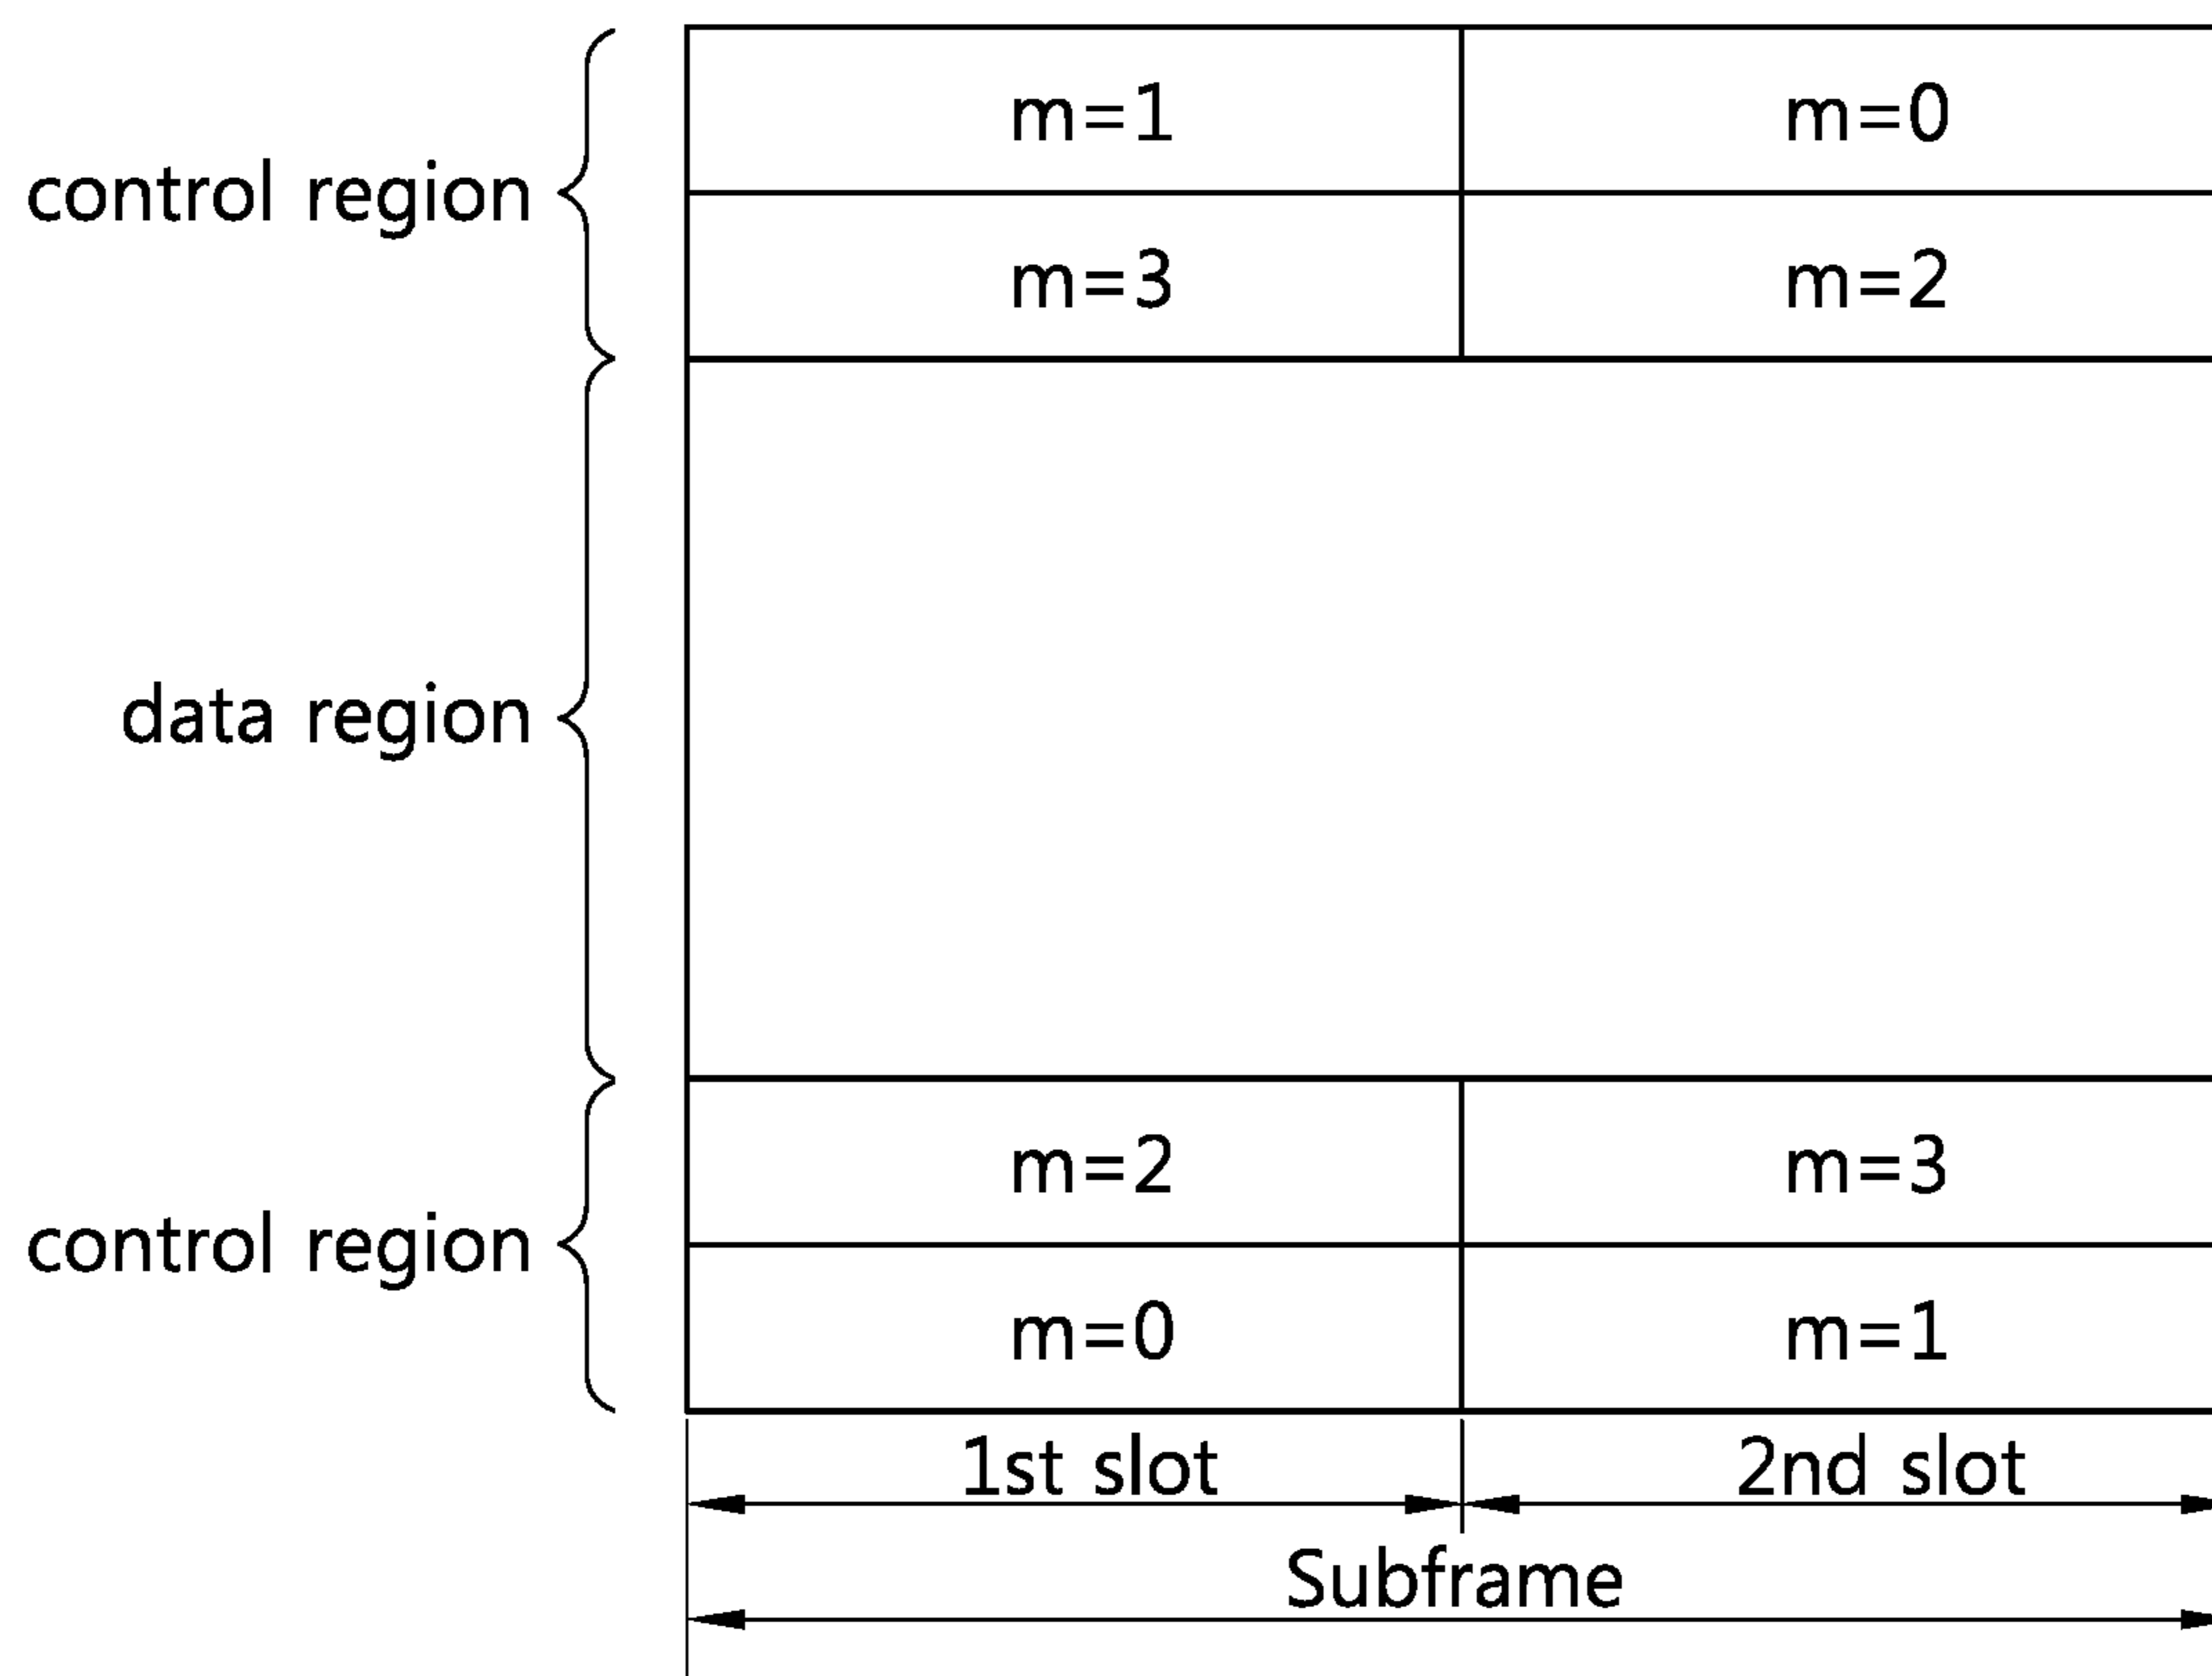 m=1 m=0
control region
m=3 m=2
data region
m=2 m=3
control region
m=0 m=1
1st slot 2nd slot
Subframe